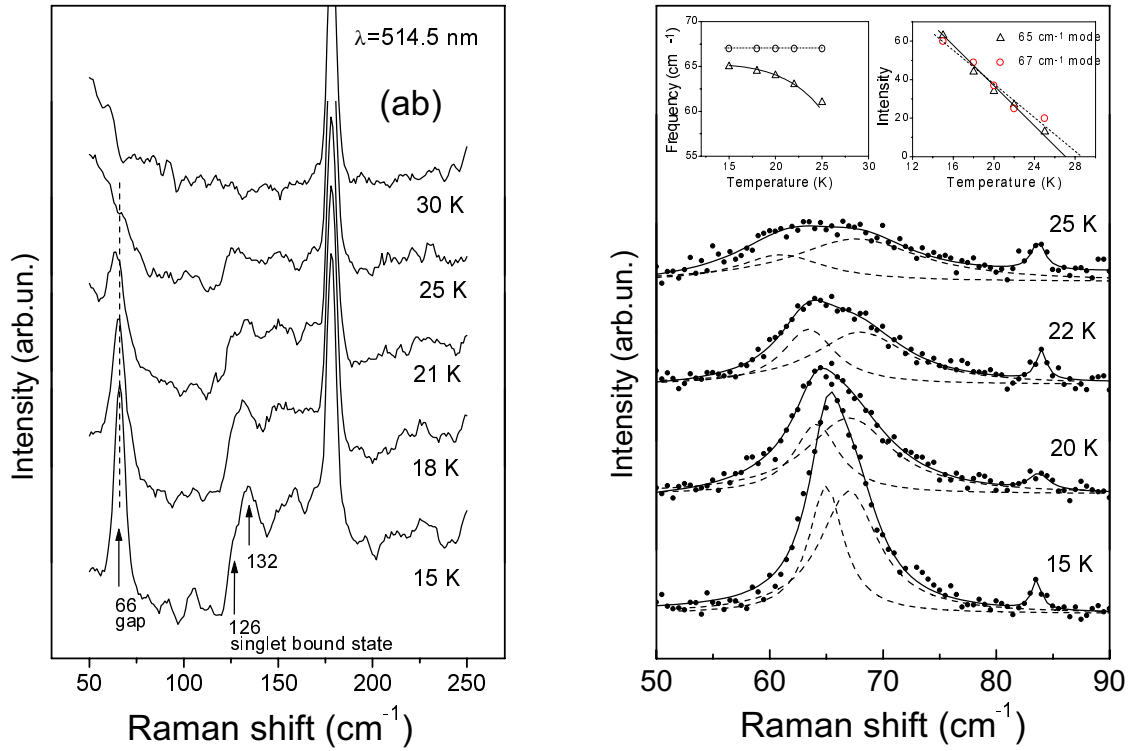 λ=514.5 nm
(ab)
30 K
25 K
21 K
18 K
15 K
132
66
gap
126
singlet bound state
50 100 150 200 250
Raman shift (cm-1)
Intensity (arb.un.)
70
65
60
55
10 15 20 25 30
Frequency (cm -1)
Temperature (K)
60
40
20
0
12 16 20 24 28
Intensity
Temperature (K)
65 cm-1 mode
67 cm-1 mode
25 K
22 K
20 K
15 K
50 60 70 80 90
Raman shift (cm-1)
Intensity (arb.un.)